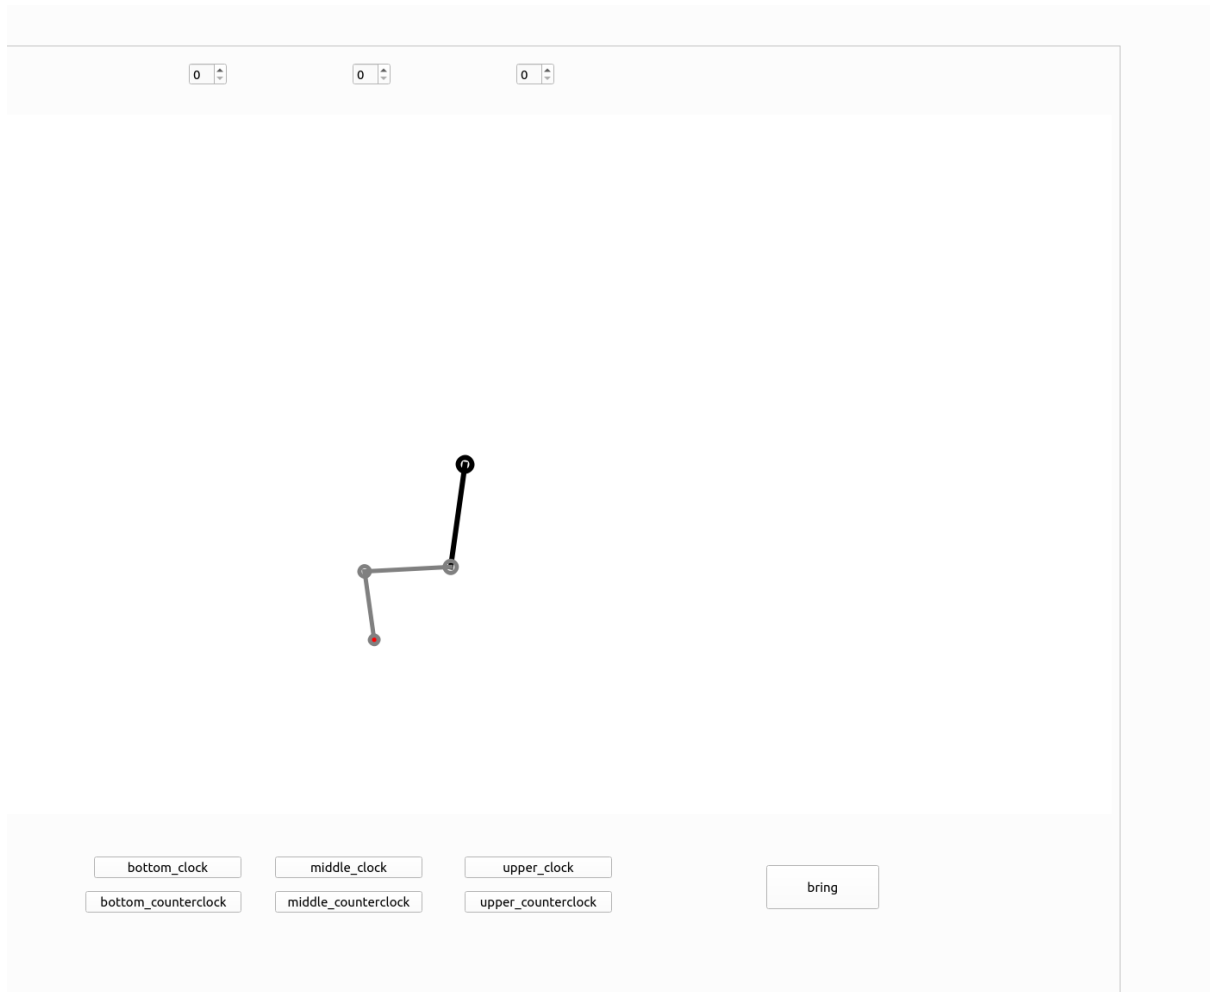 0 0 0
bottom_clock middle_clock upper_clock
bring
bottom_counterclock middle_counterclock upper_counterclock